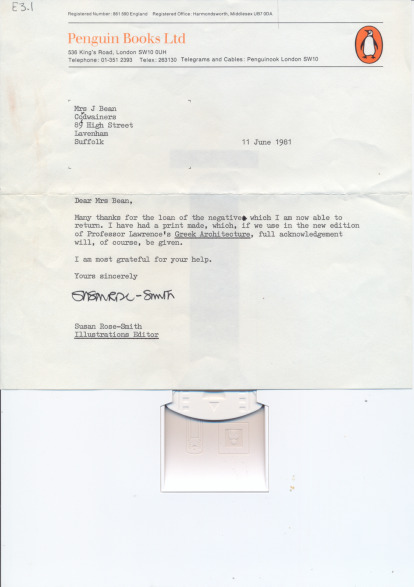 E3.1
Registered Number: 861590 England Registered Office: Harmondsworth, Middlesex UB7 0DA
Penguin Books Ltd
536 King's Road, London SW10 0UH
Telephone: 01-351 2393 Telex: 263130 Telegrams and Cables: Penguinook London SW10
Mrs J Bean
Codwainers
89 High Street
Lavenham
Suffolk 11 June 1981
Dear Mrs Bean,
Many thanks for the loan of the negative which I am now able to
return. I have had a print made, which, if we use in the new edition
of Professor Lawrence's Greek Architecture, full acknowledgement
will, of course, be given.
I am most grateful for your help.
Yours sincerely
-Smith
Susan Rose-Smith
Illustrations Editor